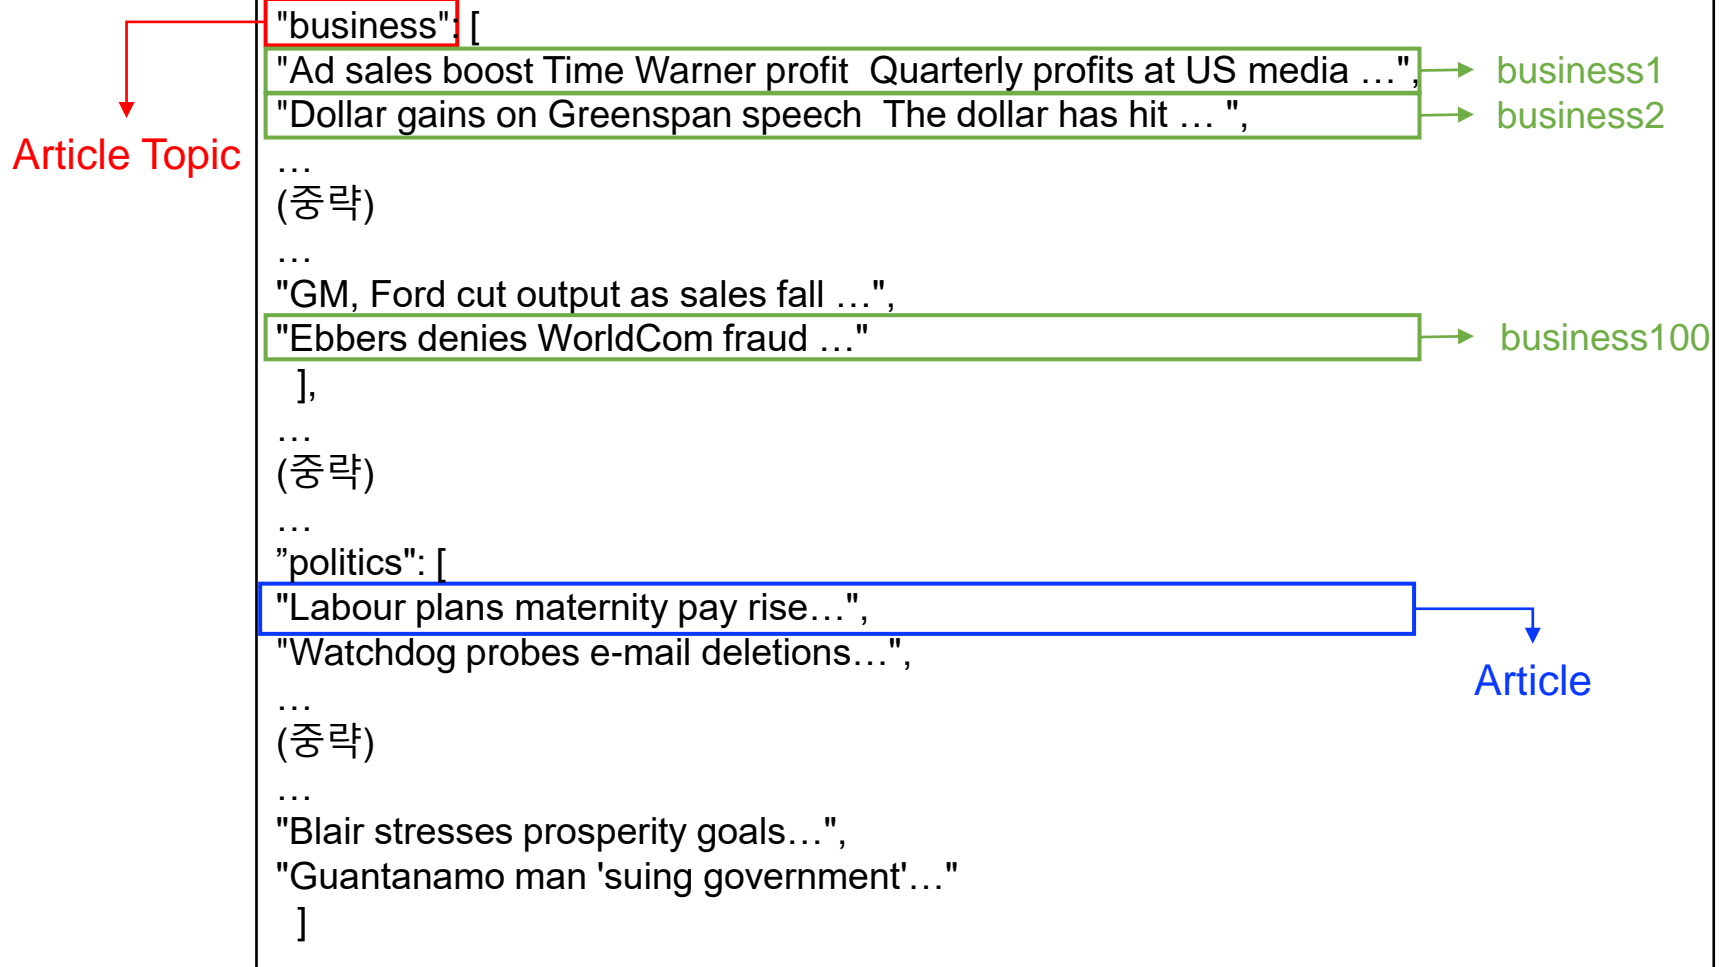 "business": [
"Ad sales boost Time Warner profit  Quarterly profits at US media …",
business1
"Dollar gains on Greenspan speech  The dollar has hit … ",
business2
Article Topic
…
(중략)
…
"GM, Ford cut output as sales fall …",
"Ebbers denies WorldCom fraud …"
business100
],
…
(중략)
…
”politics": [
"Labour plans maternity pay rise…",
"Watchdog probes e-mail deletions…",
Article
…
(중략)
…
"Blair stresses prosperity goals…",
"Guantanamo man 'suing government'…"
]